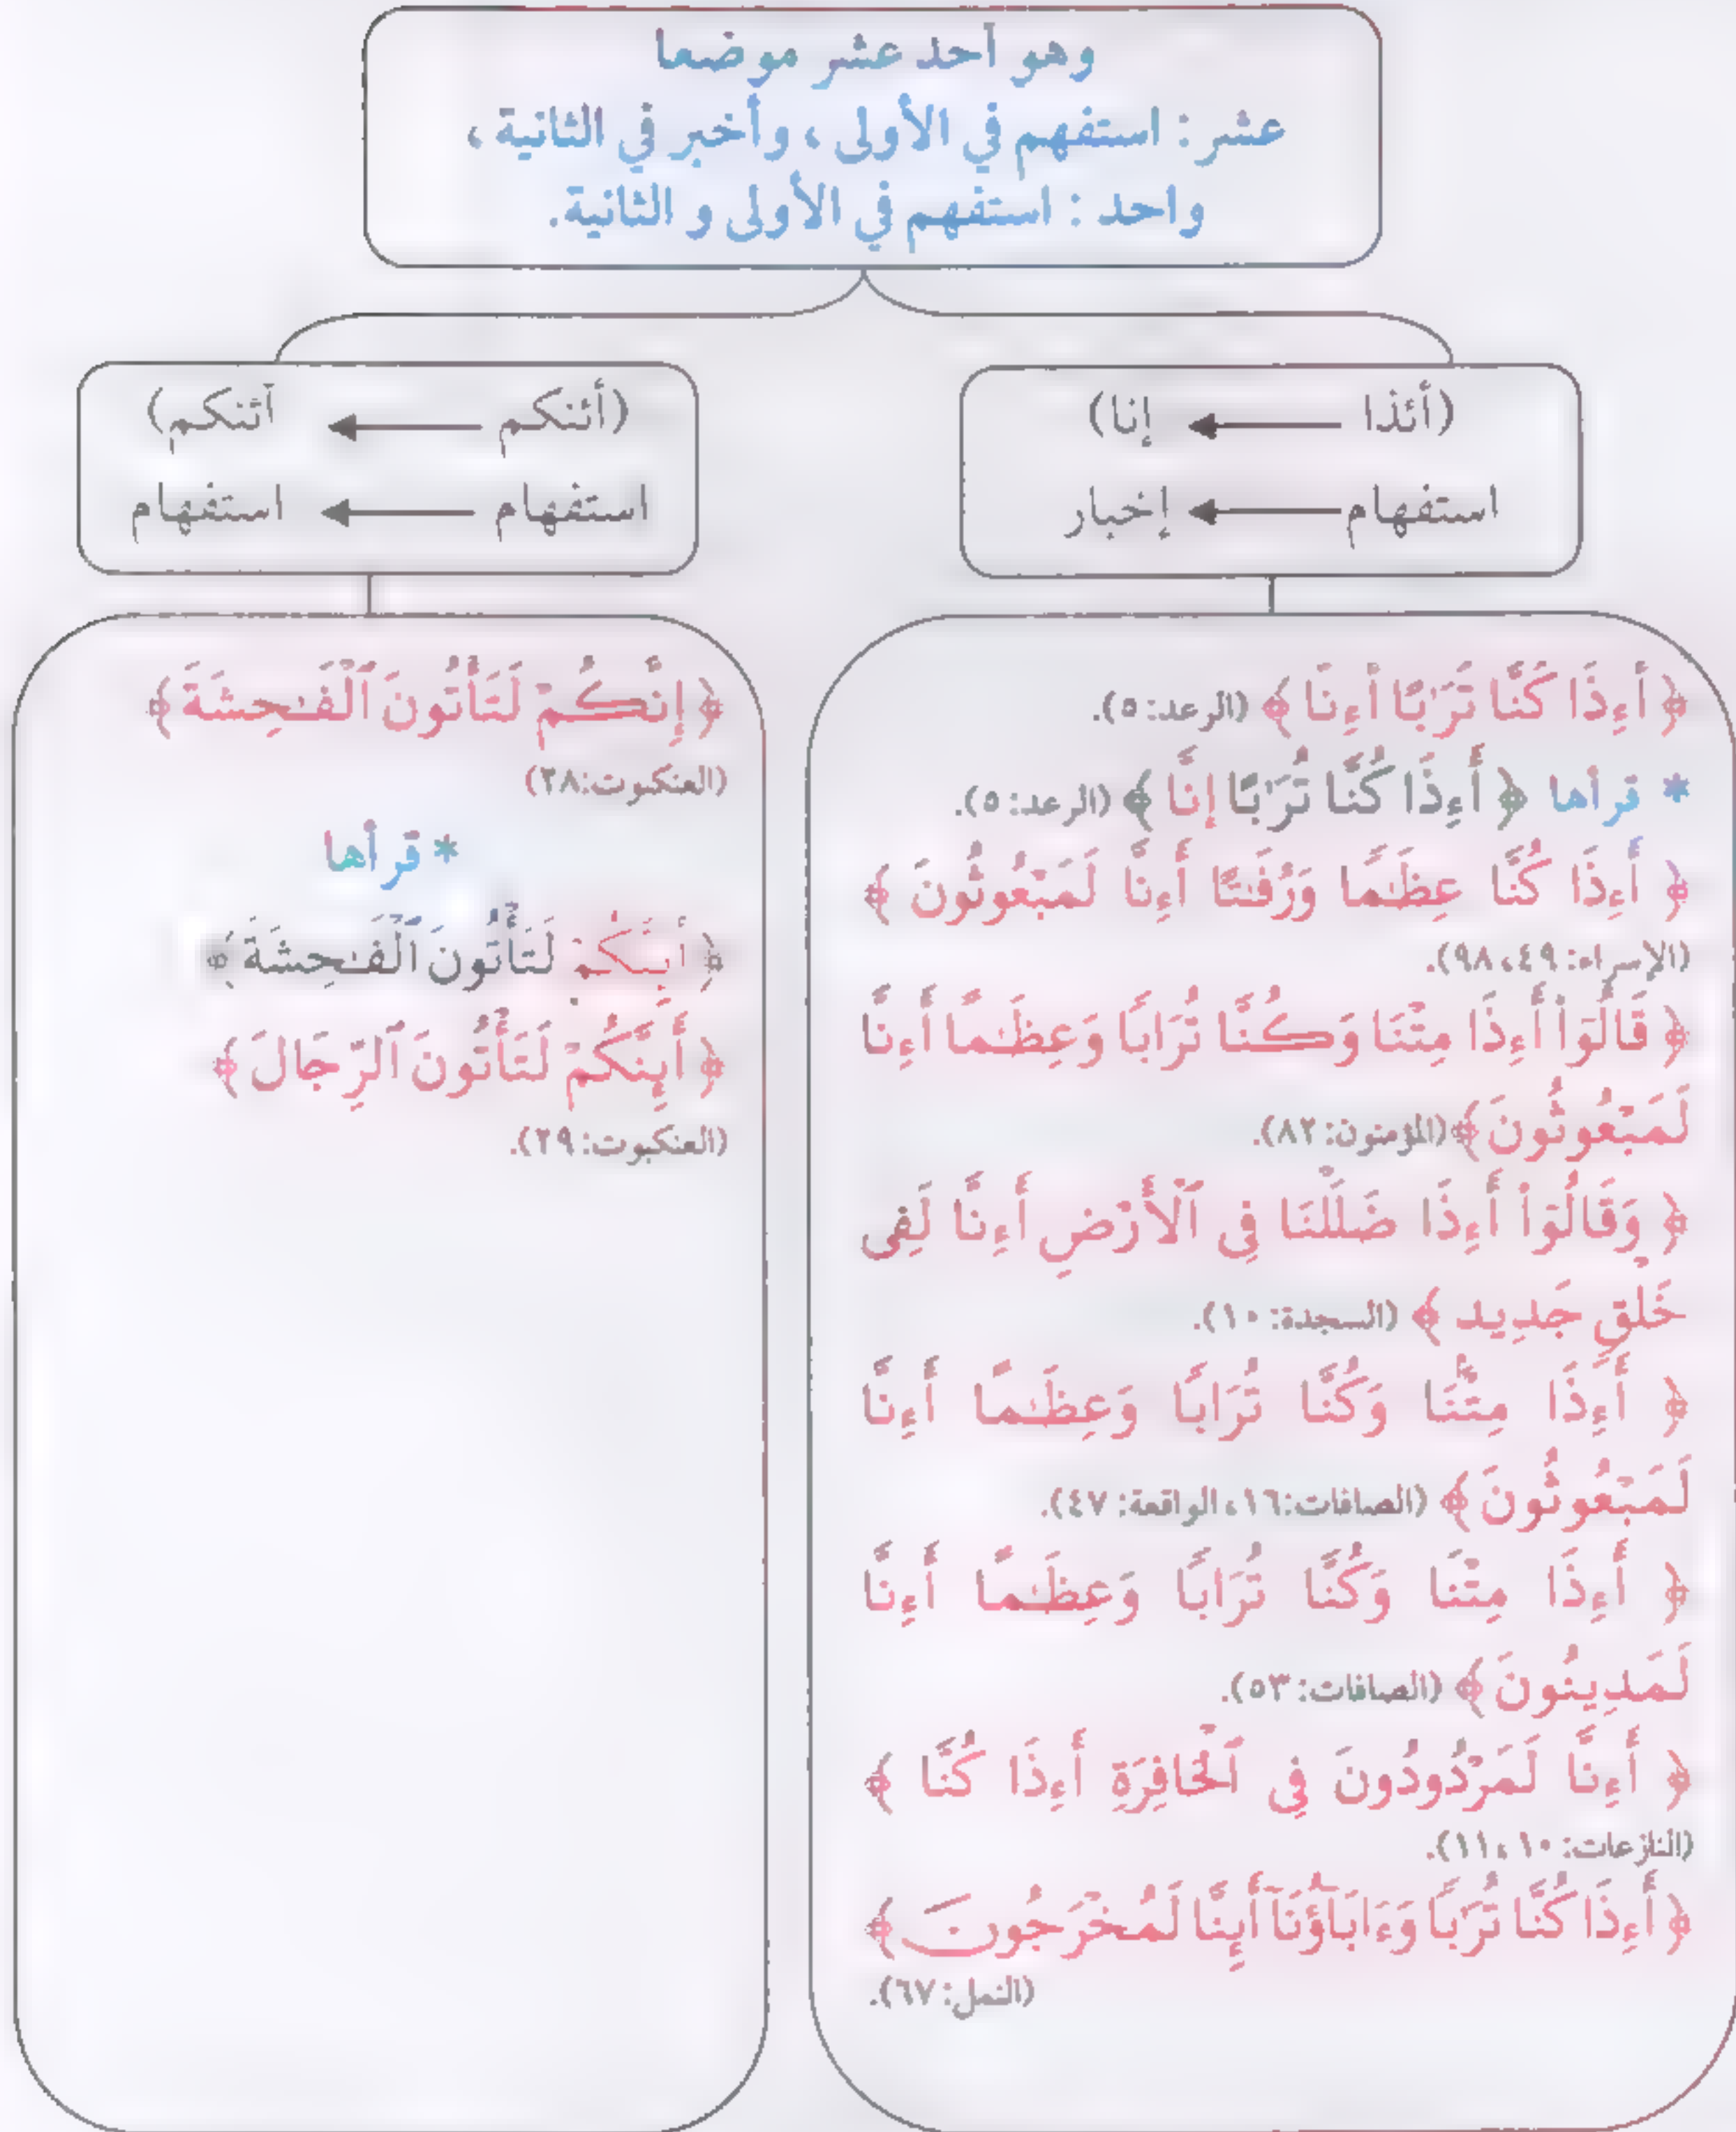 وهو أحد عشر موضعا
عشر : استفهم في الأولى ، وأخبر في الثانية ،
واحد : استفهم في الأولى و الثانية.
(أئذا ← إنا)
استفهام ← إخبار
﴿ أَءِذَا كُنَّا تُرَٰبًا أَءِنَّا ﴾ (الرعد: ٥).
* قرأها ﴿ أَءِذَا كُنَّا تُرَٰبًا إِنَّا ﴾ (الرعد: ٥).
﴿ أَءِذَا كُنَّا عِظَٰمًا وَرُفَٰتًا أَءِنَّا لَمَبْعُوثُونَ ﴾
(الإسراء: ٤٩، ٩٨).
﴿ قَالُوٓا۟ أَءِذَا مِتْنَا وَكُنَّا تُرَابًا وَعِظَٰمًا أَءِنَّا
لَمَبْعُوثُونَ ﴾ (المؤمنون: ٨٢).
﴿ وَقَالُوٓا۟ أَءِذَا ضَلَلْنَا فِى ٱلْأَرْضِ أَءِنَّا لَفِى
خَلْقٍ جَدِيدٍ ﴾ (السجدة: ١٠).
﴿ أَءِذَا مِتْنَا وَكُنَّا تُرَابًا وَعِظَٰمًا أَءِنَّا
لَمَبْعُوثُونَ ﴾ (الصافات: ١٦، الواقعة: ٤٧).
﴿ أَءِذَا مِتْنَا وَكُنَّا تُرَابًا وَعِظَٰمًا أَءِنَّا
لَمَدِينُونَ ﴾ (الصافات: ٥٣).
﴿ أَءِنَّا لَمَرْدُودُونَ فِى ٱلْحَافِرَةِ أَءِذَا كُنَّا ﴾
(النازعات: ١٠، ١١).
﴿ أَءِذَا كُنَّا تُرَٰبًا وَءَابَآؤُنَآ أَئِنَّا لَمُخْرَجُونَ ﴾
(النمل: ٦٧).
(أئنكم ← أئنكم)
استفهام ← استفهام
﴿ إِنَّكُمْ لَتَأْتُونَ ٱلْفَٰحِشَةَ ﴾
(العنكبوت: ٢٨)
* قرأها
﴿ أَئِنَّكُمْ لَتَأْتُونَ ٱلْفَٰحِشَةَ ﴾
﴿ أَئِنَّكُمْ لَتَأْتُونَ ٱلرِّجَالَ ﴾
(العنكبوت: ٢٩).